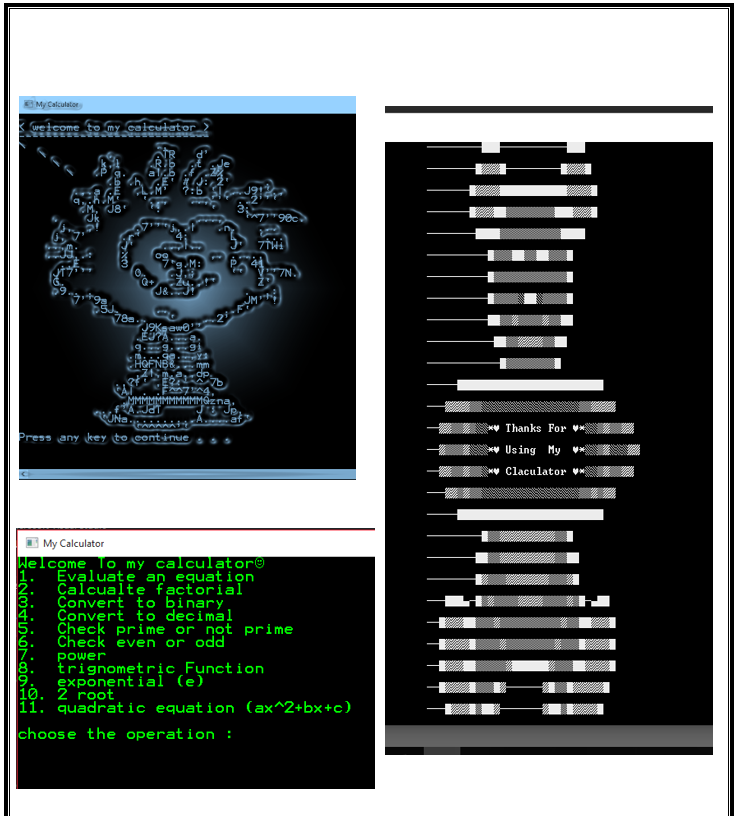 My Calculator
< welcome to my calculator >
Press any key to continue . . .
*♥ Thanks For ♥*
*♥ Using My ♥*
*♥ Claculator ♥*
My Calculator
Welcome To my calculator☺
1. Evaluate an equation
2. Calcualte factorial
3. Convert to binary
4. Convert to decimal
5. Check prime or not prime
6. Check even or odd
7. power
8. trignometric Function
9. exponential (e)
10. 2 root
11. quadratic equation (ax^2+bx+c)
choose the operation :